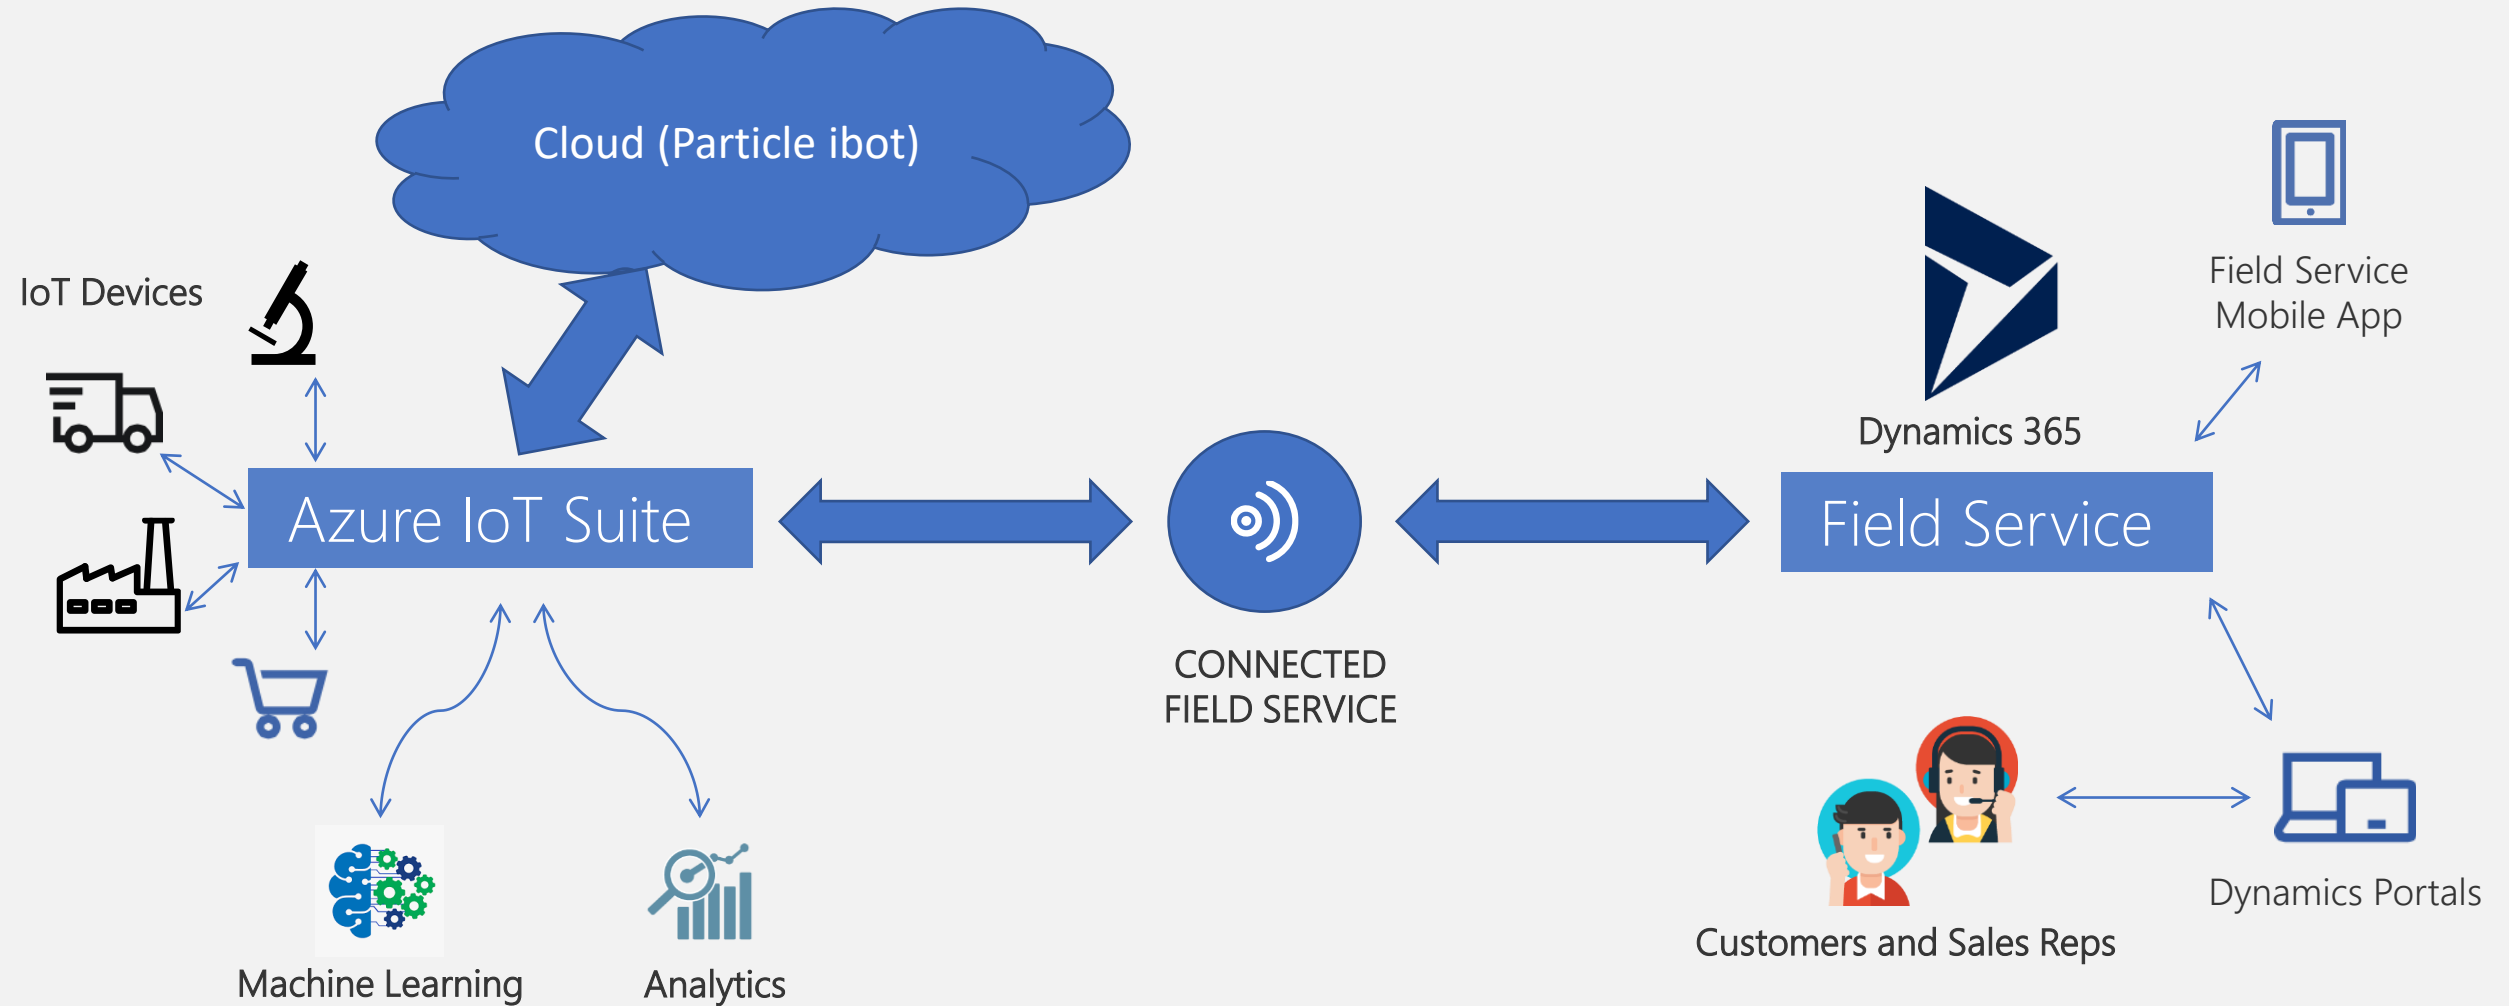 Cloud (Particle ibot)
IoT Devices
Field Service
Mobile App
Dynamics 365
Azure IoT Suite
Field Service
CONNECTED
FIELD SERVICE
Dynamics Portals
Customers and Sales Reps
Machine Learning
Analytics